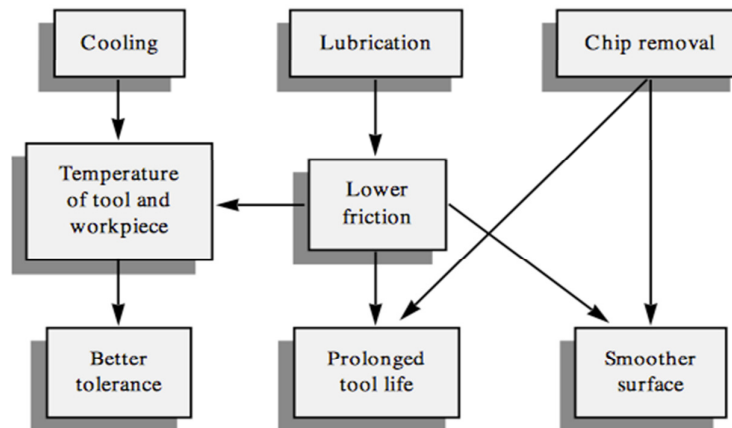 Cooling
Lubrication
Chip removal
Temperature
of tool and
workpiece
Lower
friction
Better
tolerance
Prolonged
tool life
Smoother
surface